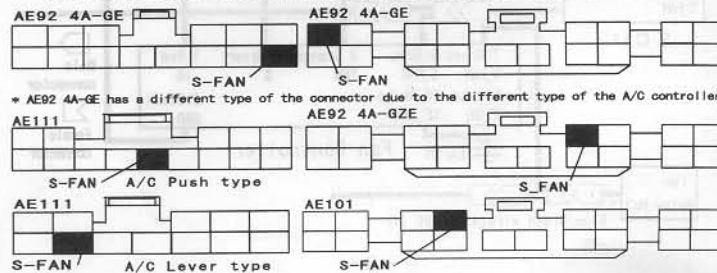 AE92 4A-GE
AE92 4A-GE
S-FAN
S-FAN
* AE92 4A-GE has a different type of the connector due to the different type of the A/C controller
AE111
AE92 4A-GZE
S-FAN
A/C Push type
S_FAN
AE111
AE101
S-FAN
A/C Lever type
S-FAN